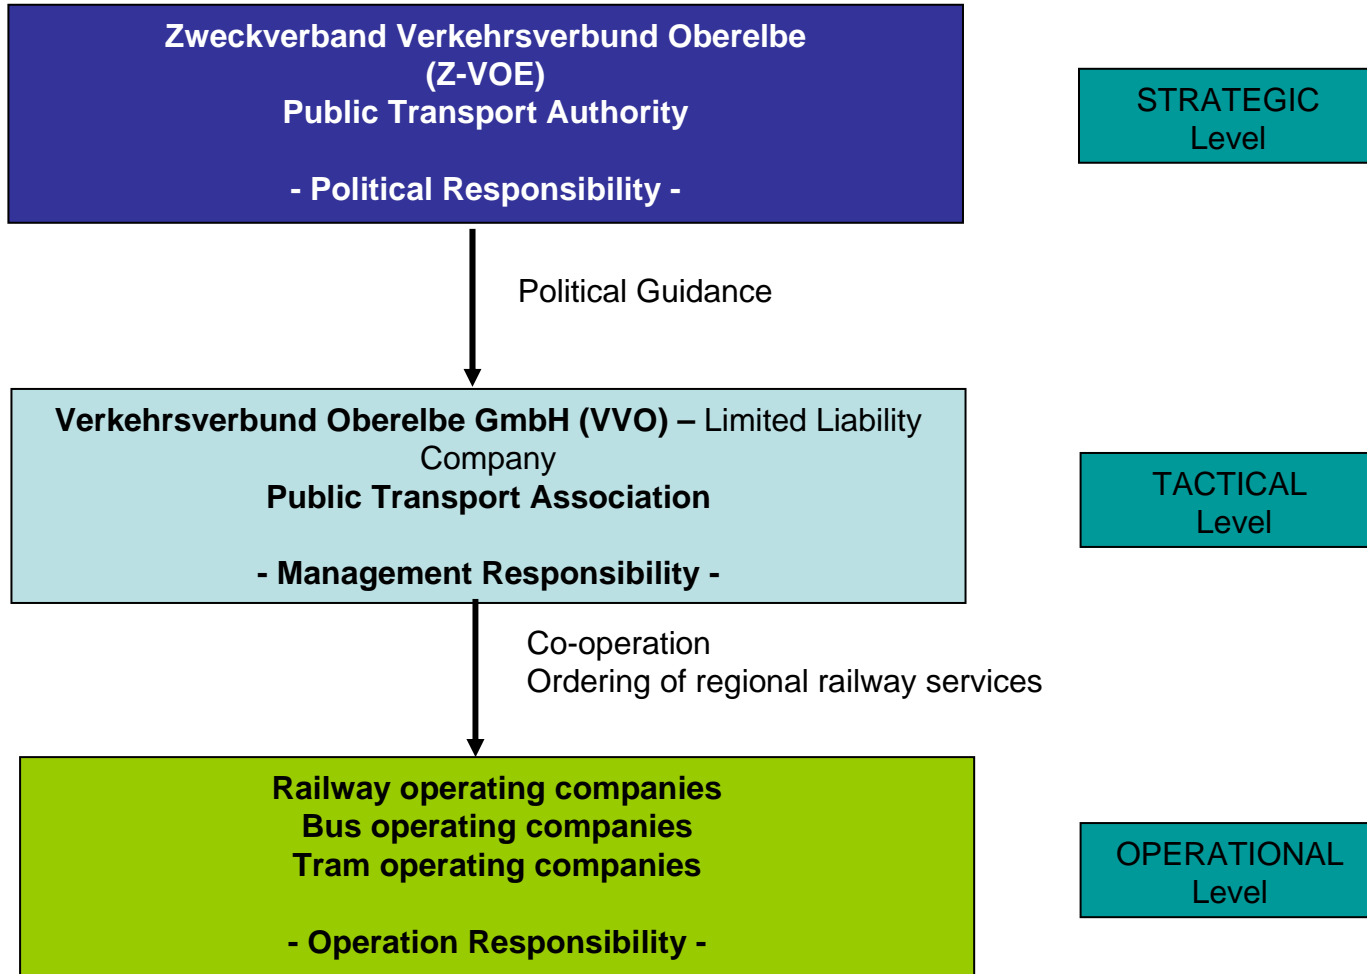 Zweckverband Verkehrsverbund Oberelbe
(Z-VOE)
Public Transport Authority
- Political Responsibility -
STRATEGIC
Level
Political Guidance
Verkehrsverbund Oberelbe GmbH (VVO) – Limited Liability
Company
Public Transport Association
- Management Responsibility -
TACTICAL
Level
Co-operation
Ordering of regional railway services
Railway operating companies
Bus operating companies
Tram operating companies
- Operation Responsibility -
OPERATIONAL
Level